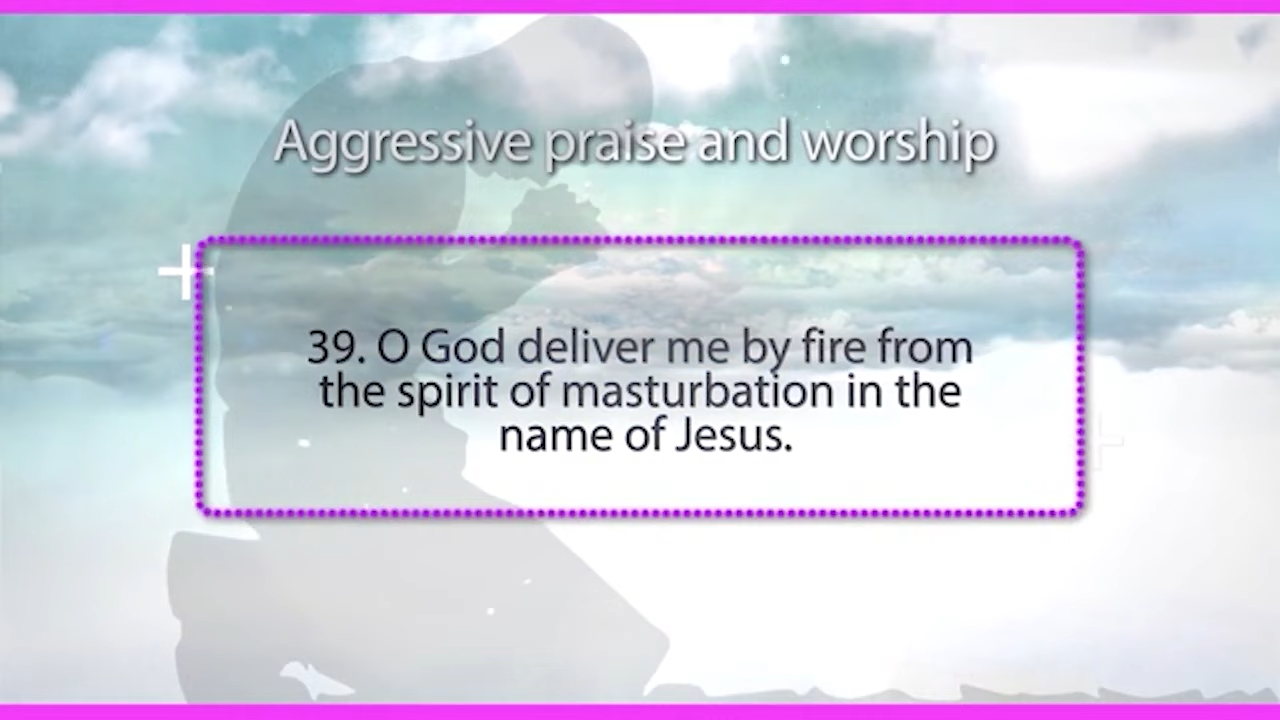 Aggressive praise and worship
39. O God deliver me by fire from
the spirit of masturbation in the
name of Jesus.